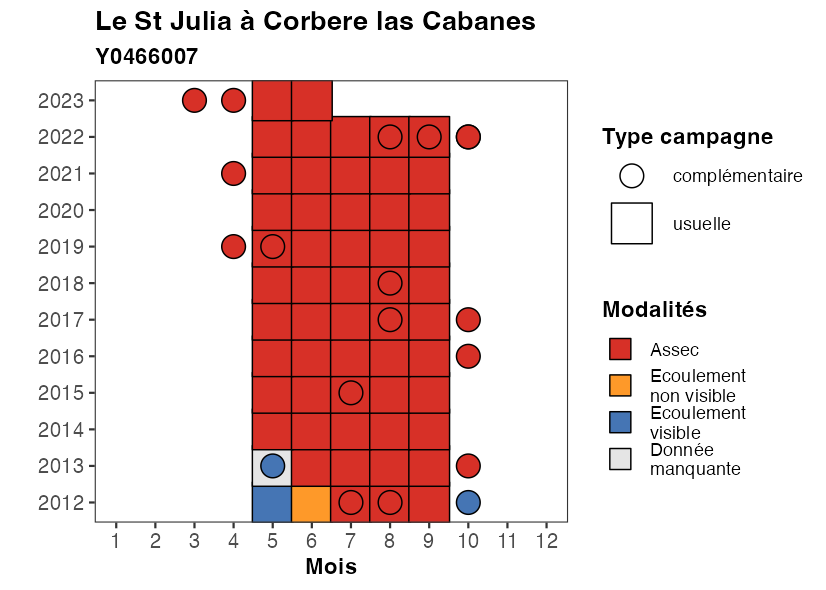 Le St Julia à Corbere las Cabanes
Y0466007
2023
2022
2021
2020
2019
2018
2017
2016
2015
2014
2013
2012
1 2 3 4 5 6 7 8 9 10 11 12
Mois
Type campagne
complémentaire
usuelle
Modalités
Assec
Ecoulement
non visible
Ecoulement
visible
Donnée
manquante